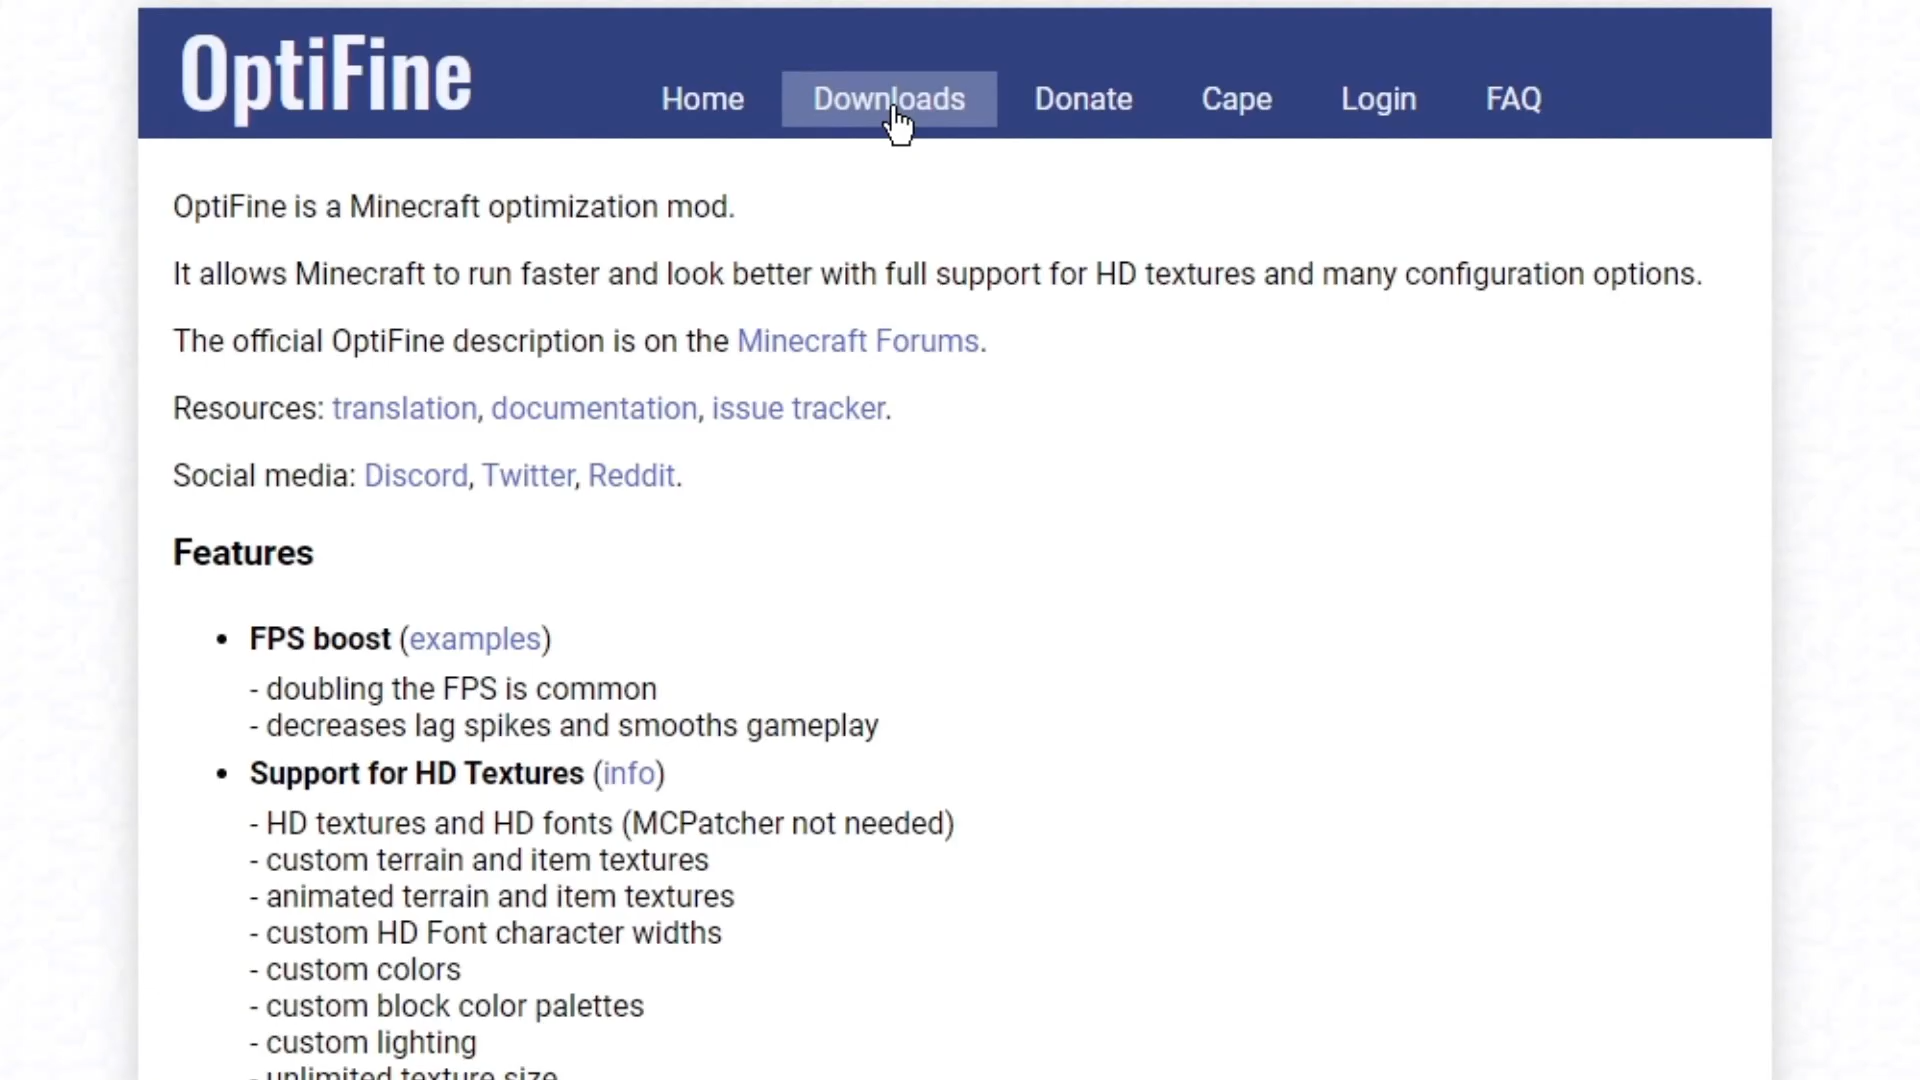 OptiFine
Home Downloads Donate Cape Login FAQ
OptiFine is a Minecraft optimization mod.
It allows Minecraft to run faster and look better with full support for HD textures and many configuration options.
The official OptiFine description is on the Minecraft Forums.
Resources: translation, documentation, issue tracker.
Social media: Discord, Twitter, Reddit.
Features
• FPS boost (examples)
- doubling the FPS is common
- decreases lag spikes and smooths gameplay
• Support for HD Textures (info)
- HD textures and HD fonts (MCPatcher not needed)
- custom terrain and item textures
- animated terrain and item textures
- custom HD Font character widths
- custom colors
- custom block color palettes
- custom lighting
- unlimited texture size